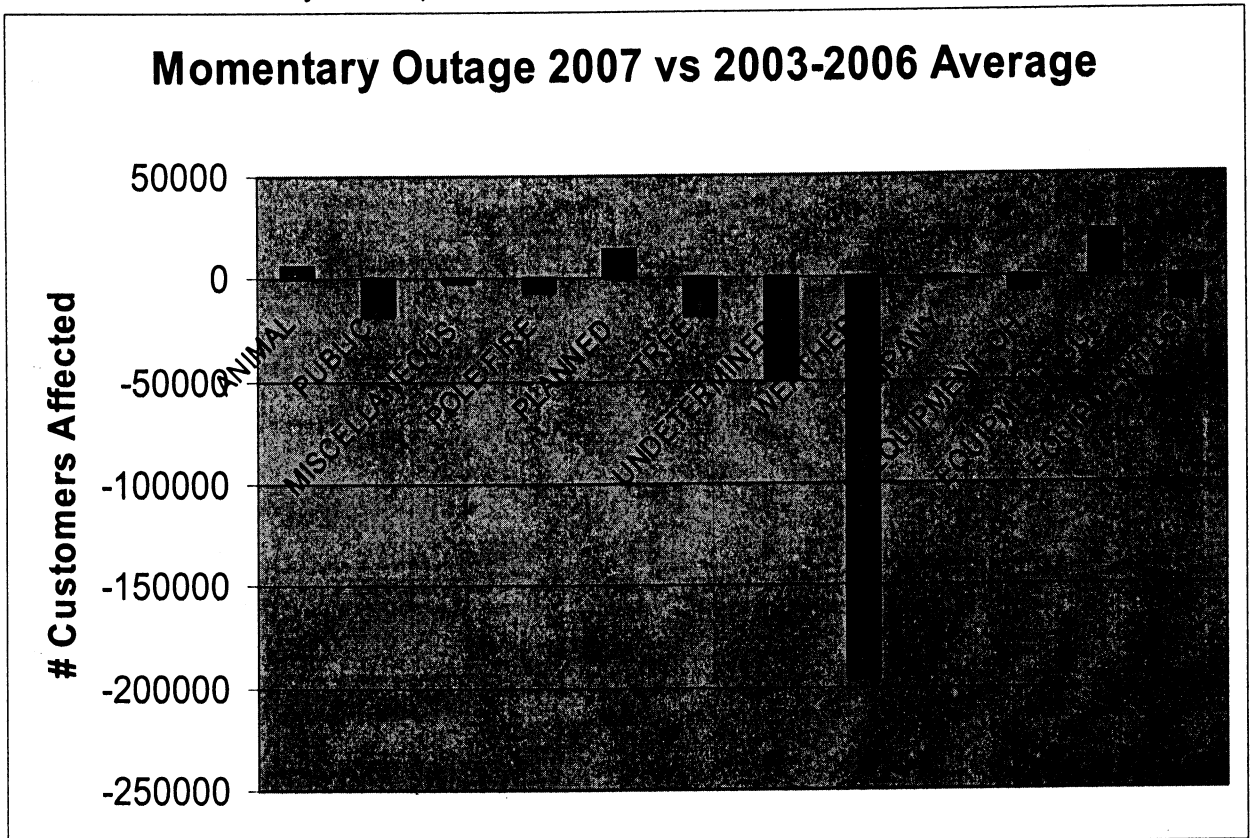 Momentary Outage 2007 vs 2003-2006 Average
# Customers Affected
50000
0
-50000
-100000
-150000
-200000
-250000
ANIMAL
PUBLIC
MISCELLANEOUS
POLE FIRE
PLANNED
TREE
UNDETERMINED
WEATHER